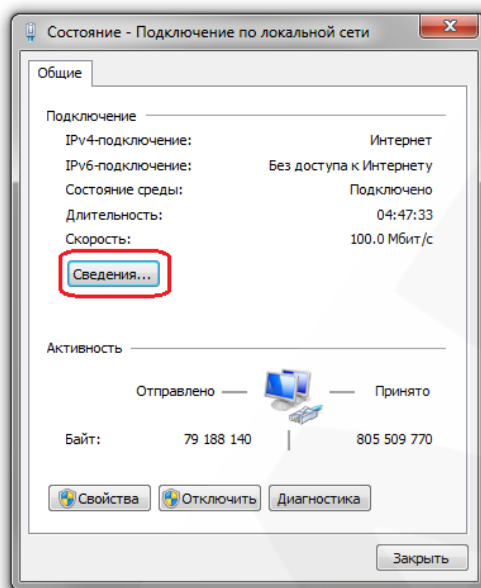 Состояние - Подключение по локальной сети
Общие
Подключение
IPv4-подключение: Интернет
IPv6-подключение: Без доступа к Интернету
Состояние среды: Подключено
Длительность: 04:47:33
Скорость: 100.0 Мбит/с
Сведения...
Активность
Отправлено — — Принято
Байт: 79 188 140 | 805 509 770
Свойства Отключить Диагностика
Закрыть